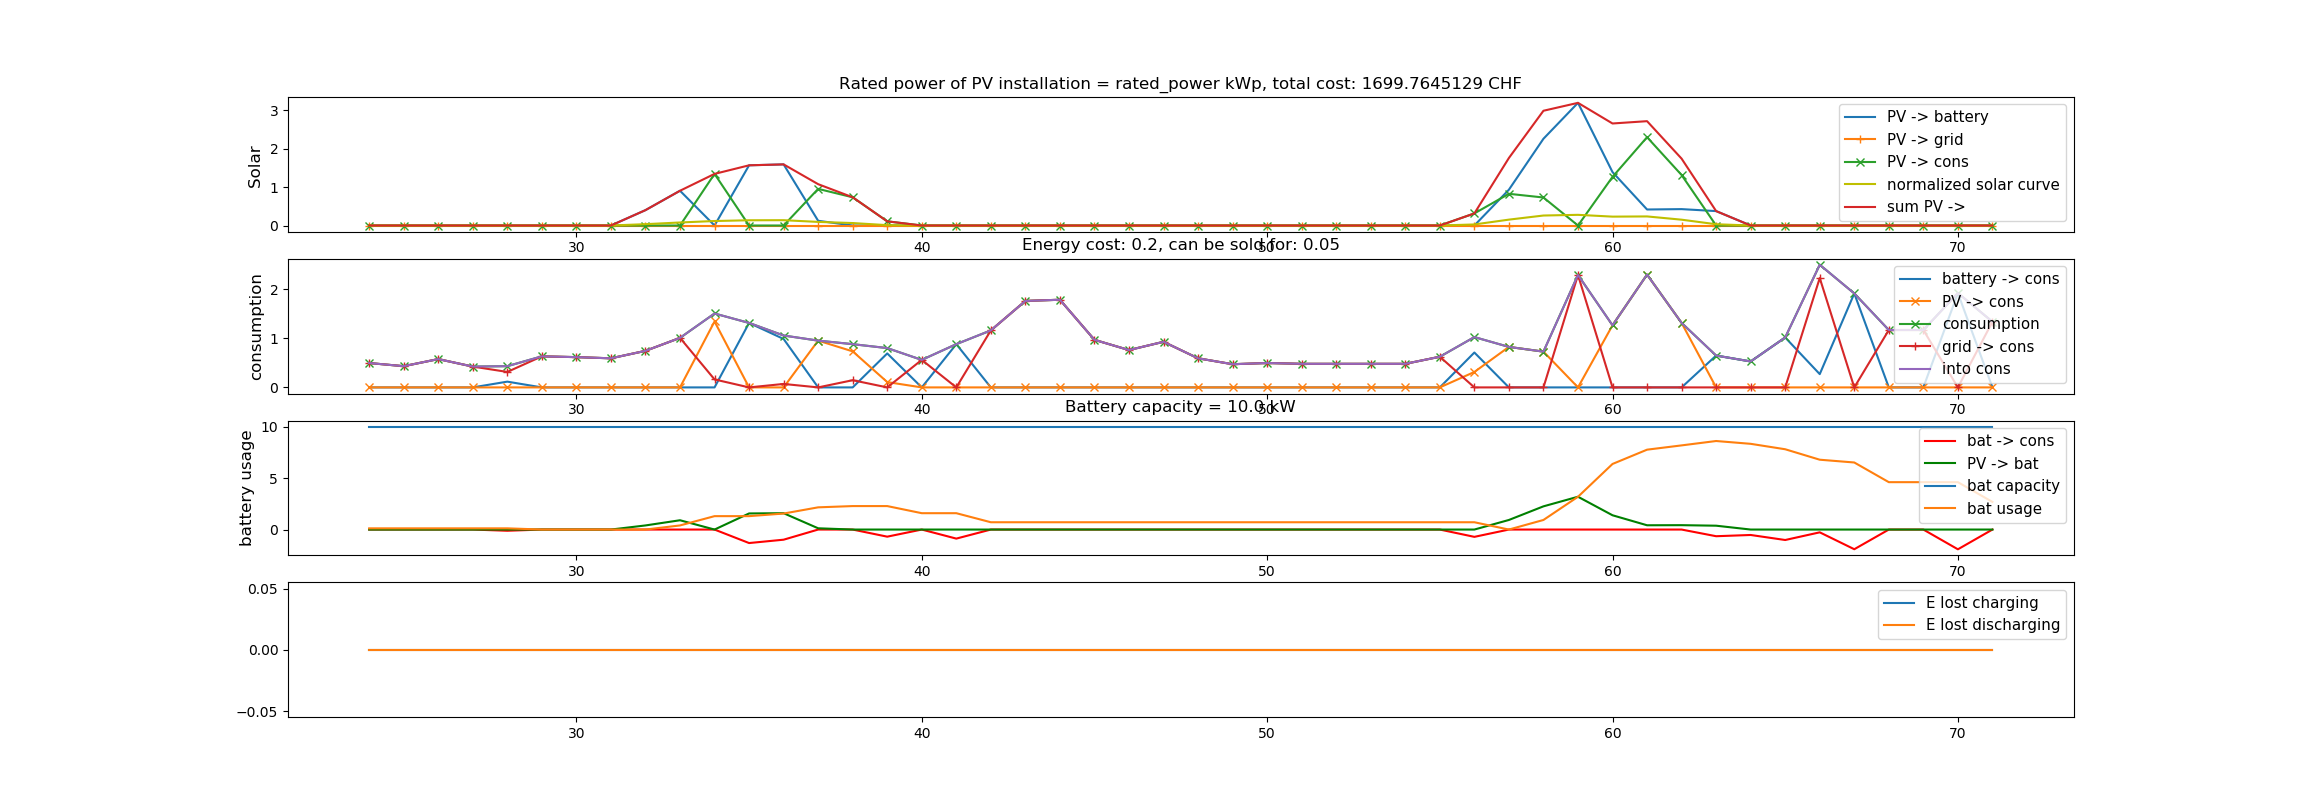 Rated power of PV installation = rated_power kWp, total cost: 1699.7645129 CHF
3
2
1
0
Solar
PV -> battery
PV -> grid
PV -> cons
normalized solar curve
sum PV ->
30 40 50 60 70
Energy cost: 0.2, can be sold for: 0.05
2
1
0
consumption
battery -> cons
PV -> cons
consumption
grid -> cons
into cons
30 40 50 60 70
Battery capacity = 10.0 kW
10
5
0
battery usage
bat -> cons
PV -> bat
bat capacity
bat usage
30 40 50 60 70
0.05
0.00
−0.05
E lost charging
E lost discharging
30 40 50 60 70